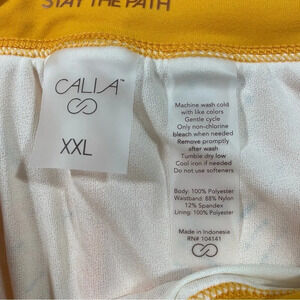 STAY THE PATH
CALIA™
XXL
Machine wash cold
with like colors
Gentle cycle
Only non-chlorine
bleach when needed
Remove promptly
after wash
Tumble dry low
Cool iron if needed
Do not use softeners
Body: 100% Polyester
Waistband: 88% Nylon
12% Spandex
Lining: 100% Polyester
Made in Indonesia
RN# 104141